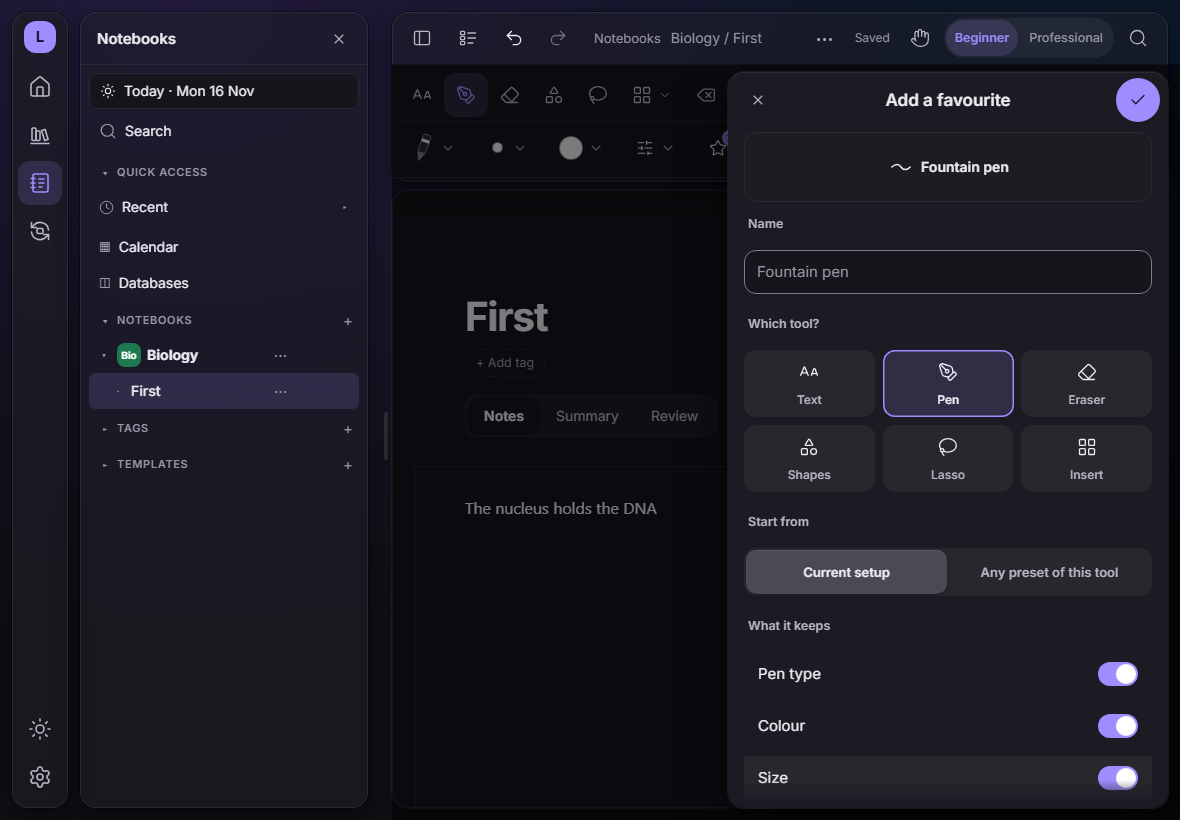 L
Notebooks
Today · Mon 16 Nov
Search
QUICK ACCESS
Recent
Calendar
Databases
NOTEBOOKS
Bio Biology
First
TAGS
TEMPLATES
Notebooks Biology / First
Saved
Beginner Professional
AA
First
+ Add tag
Notes Summary Review
The nucleus holds the DNA
Add a favourite
Fountain pen
Name
Fountain pen
Which tool?
AA
Text Pen Eraser
Shapes Lasso Insert
Start from
Current setup Any preset of this tool
What it keeps
Pen type
Colour
Size